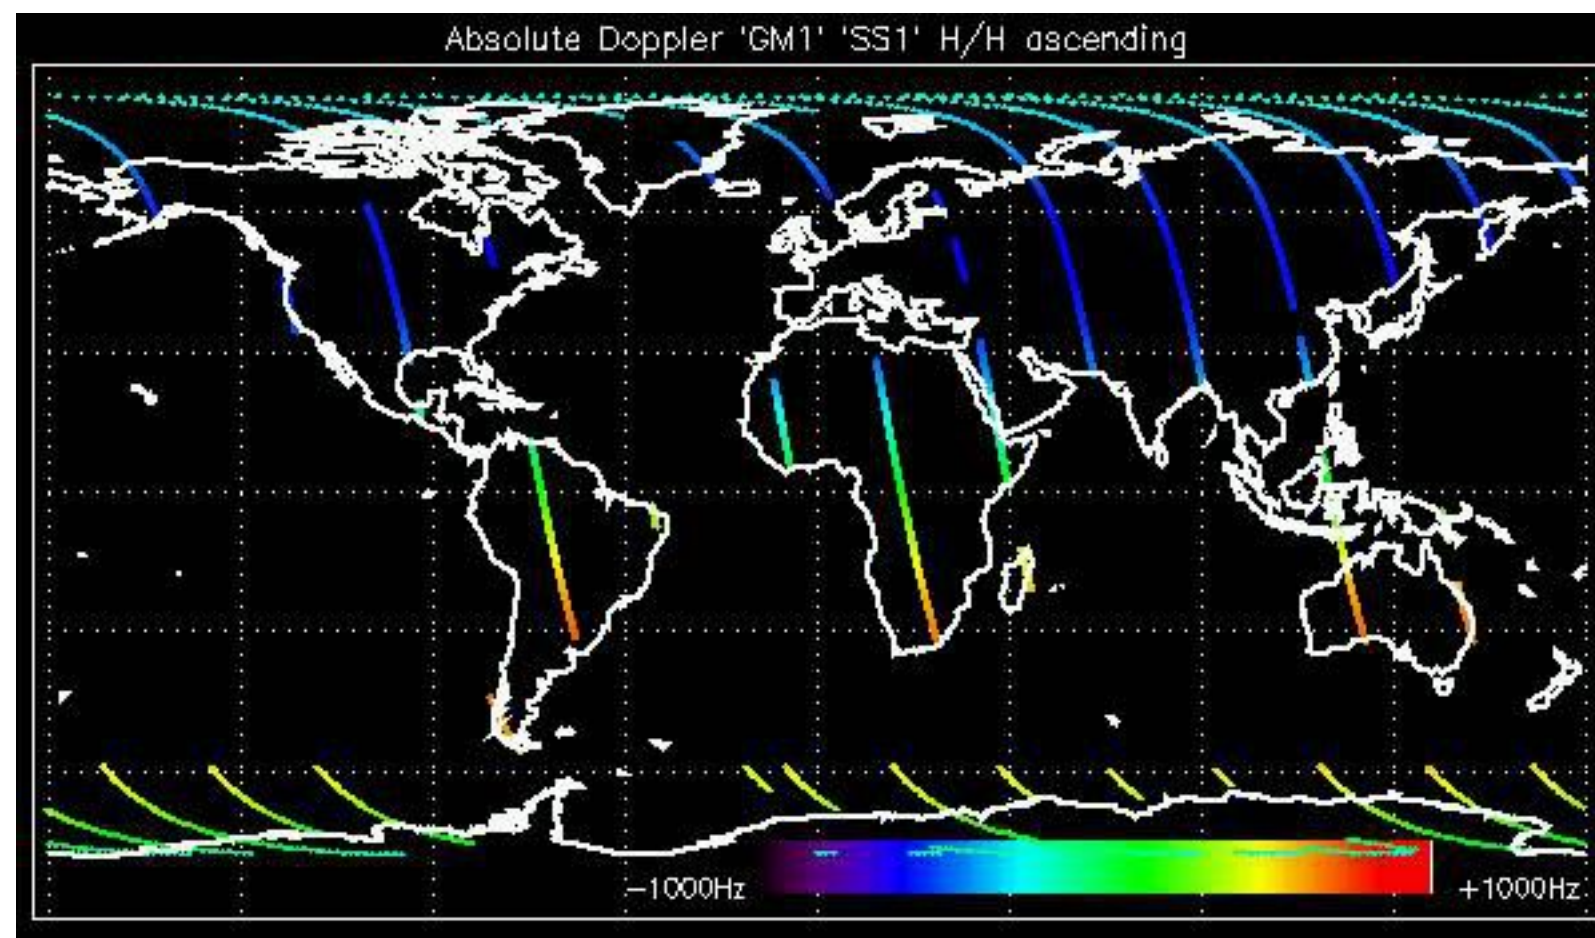 Absolute Doppler 'GM1' 'SS1' H/H ascending
−1000Hz
+1000Hz